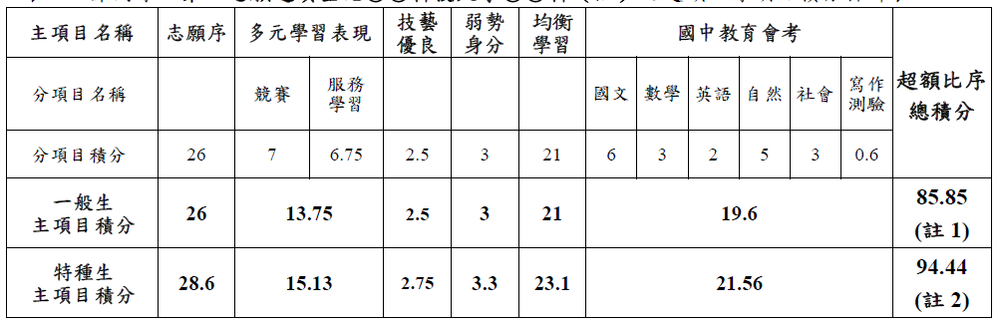 主項目名稱 志願序 多元學習表現 技藝優良 弱勢身分 均衡學習 國中教育會考 超額比序總積分
分項目名稱 競賽 服務學習 國文 數學 英語 自然 社會 寫作測驗
分項目積分 26 7 6.75 2.5 3 21 6 3 2 5 3 0.6
一般生主項目積分 26 13.75 2.5 3 21 19.6 85.85 (註 1)
特種生主項目積分 28.6 15.13 2.75 3.3 23.1 21.56 94.44 (註 2)